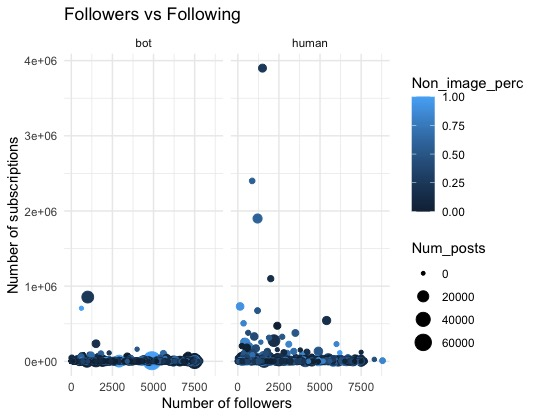 Followers vs Following
bot
human
Number of subscriptions
4e+06
3e+06
2e+06
1e+06
0e+00
0 2500 5000 7500
0 2500 5000 7500
Number of followers
Non_image_perc
1.00
0.75
0.50
0.25
0.00
Num_posts
0
20000
40000
60000